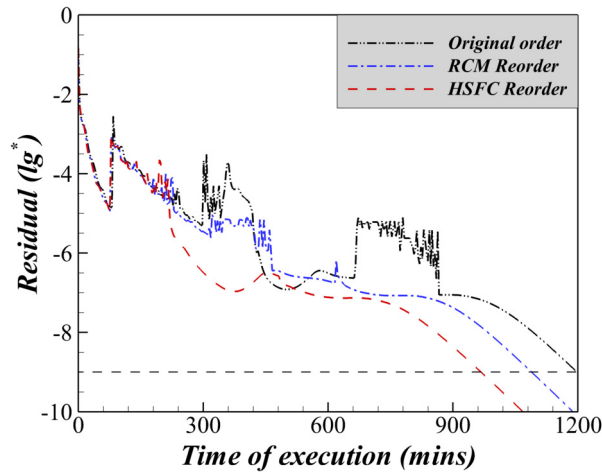 0
-2
-4
-6
-8
-10
0
300
600
900
1200
Residual (lg*)
Time of execution (mins)
Original order
RCM Reorder
HSFC Reorder